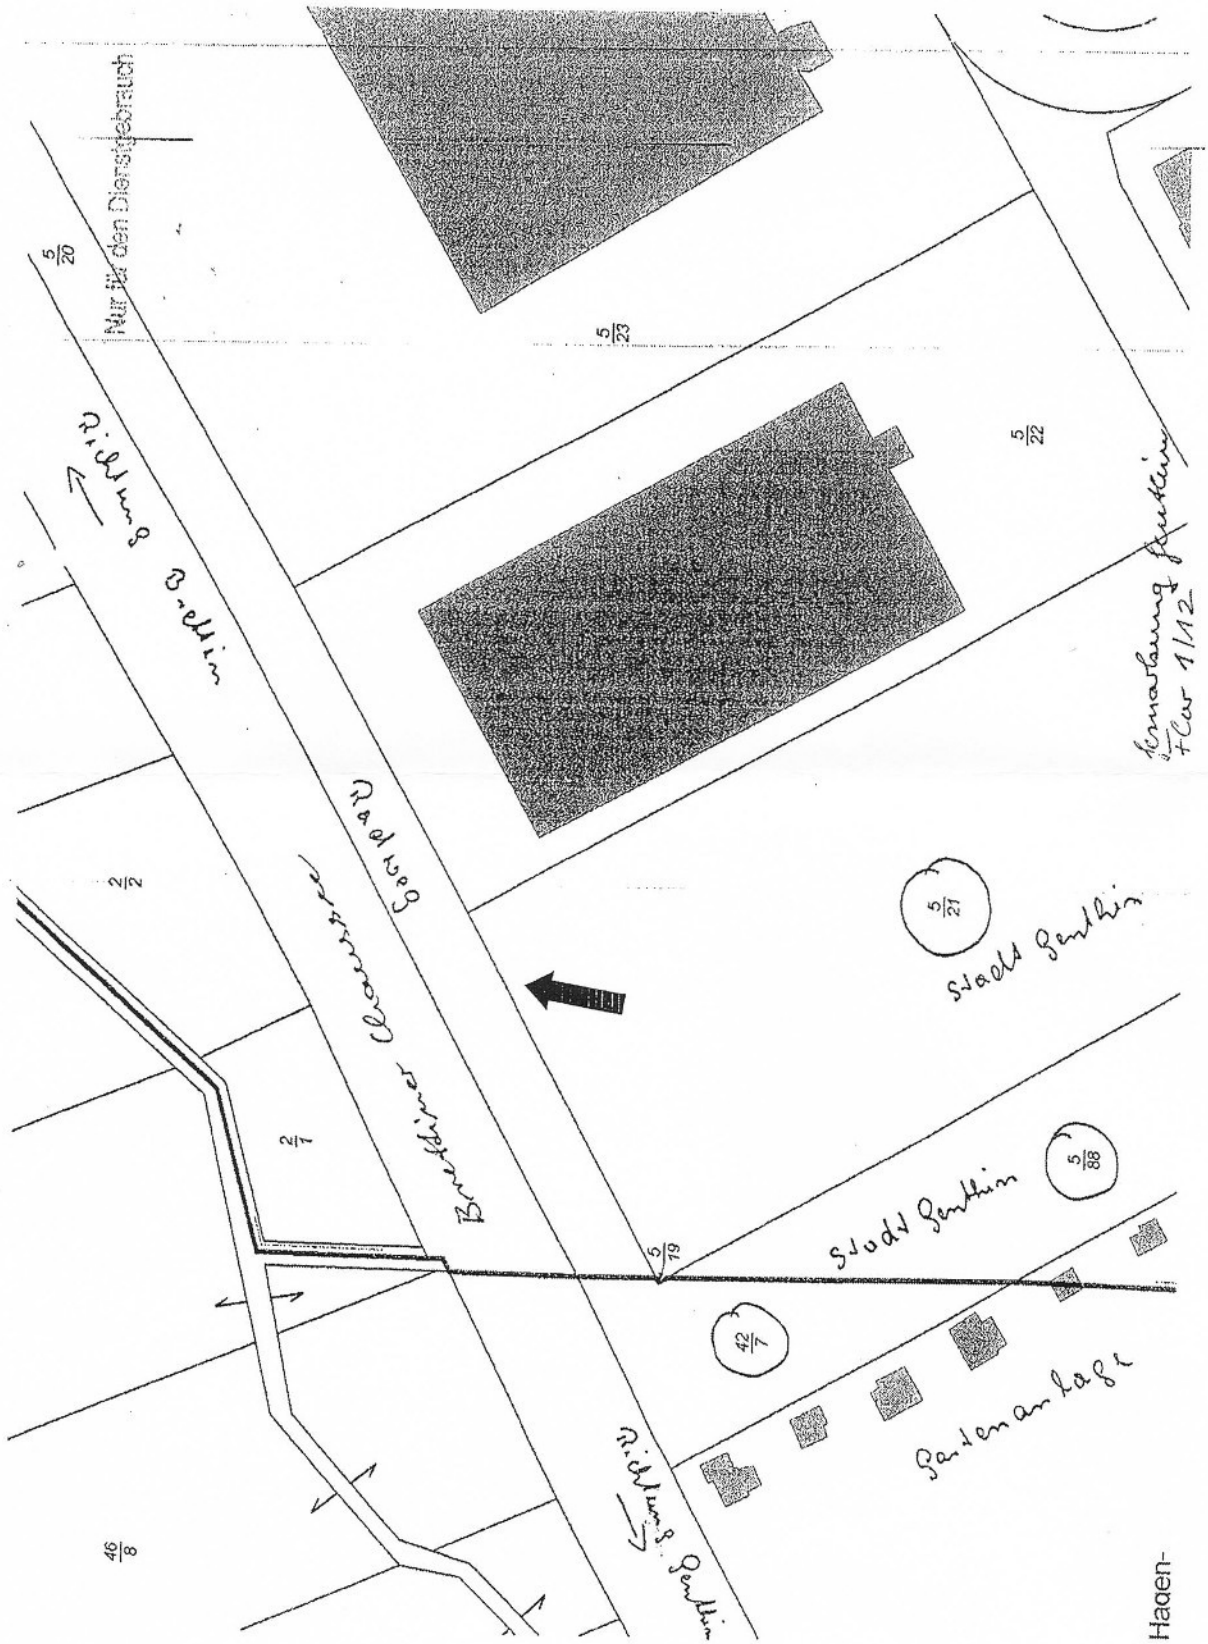 Nur für den Dienstgebrauch
5/20
Richtung Brettin
5/23
5/22
2/2
Radweg
Brettiner Chaussee
5/21
Stadt Genthin
Gemarkung Genthin
Flur 1/12
2/1
5/19
5/88
Stadt Genthin
42/7
Gartenanlage
Richtung Genthin
46/8
Hagen-